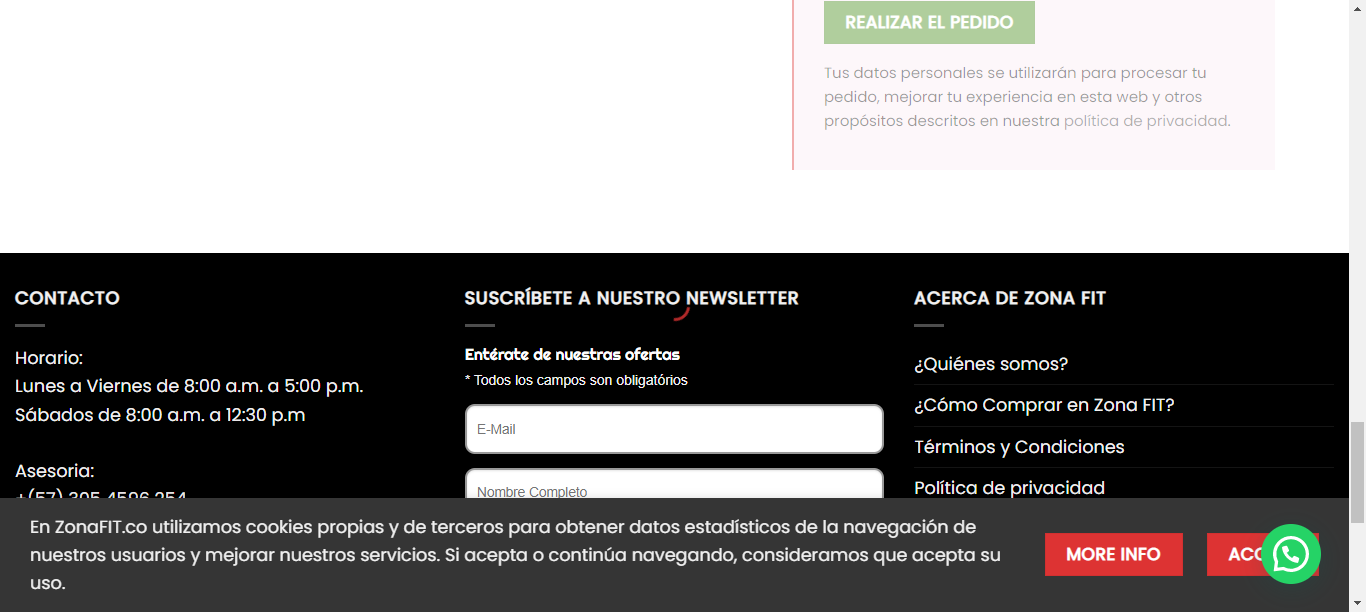 REALIZAR EL PEDIDO
Tus datos personales se utilizarán para procesar tu
pedido, mejorar tu experiencia en esta web y otros
propósitos descritos en nuestra política de privacidad.
CONTACTO
Horario:
Lunes a Viernes de 8:00 a.m. a 5:00 p.m.
Sábados de 8:00 a.m. a 12:30 p.m
Asesoria:
+(57) 305 4596 254
SUSCRÍBETE A NUESTRO NEWSLETTER
Entérate de nuestras ofertas
* Todos los campos son obligatórios
E-Mail
Nombre Completo
ACERCA DE ZONA FIT
¿Quiénes somos?
¿Cómo Comprar en Zona FIT?
Términos y Condiciones
Política de privacidad
En ZonaFIT.co utilizamos cookies propias y de terceros para obtener datos estadísticos de la navegación de
nuestros usuarios y mejorar nuestros servicios. Si acepta o continúa navegando, consideramos que acepta su
uso.
MORE INFO